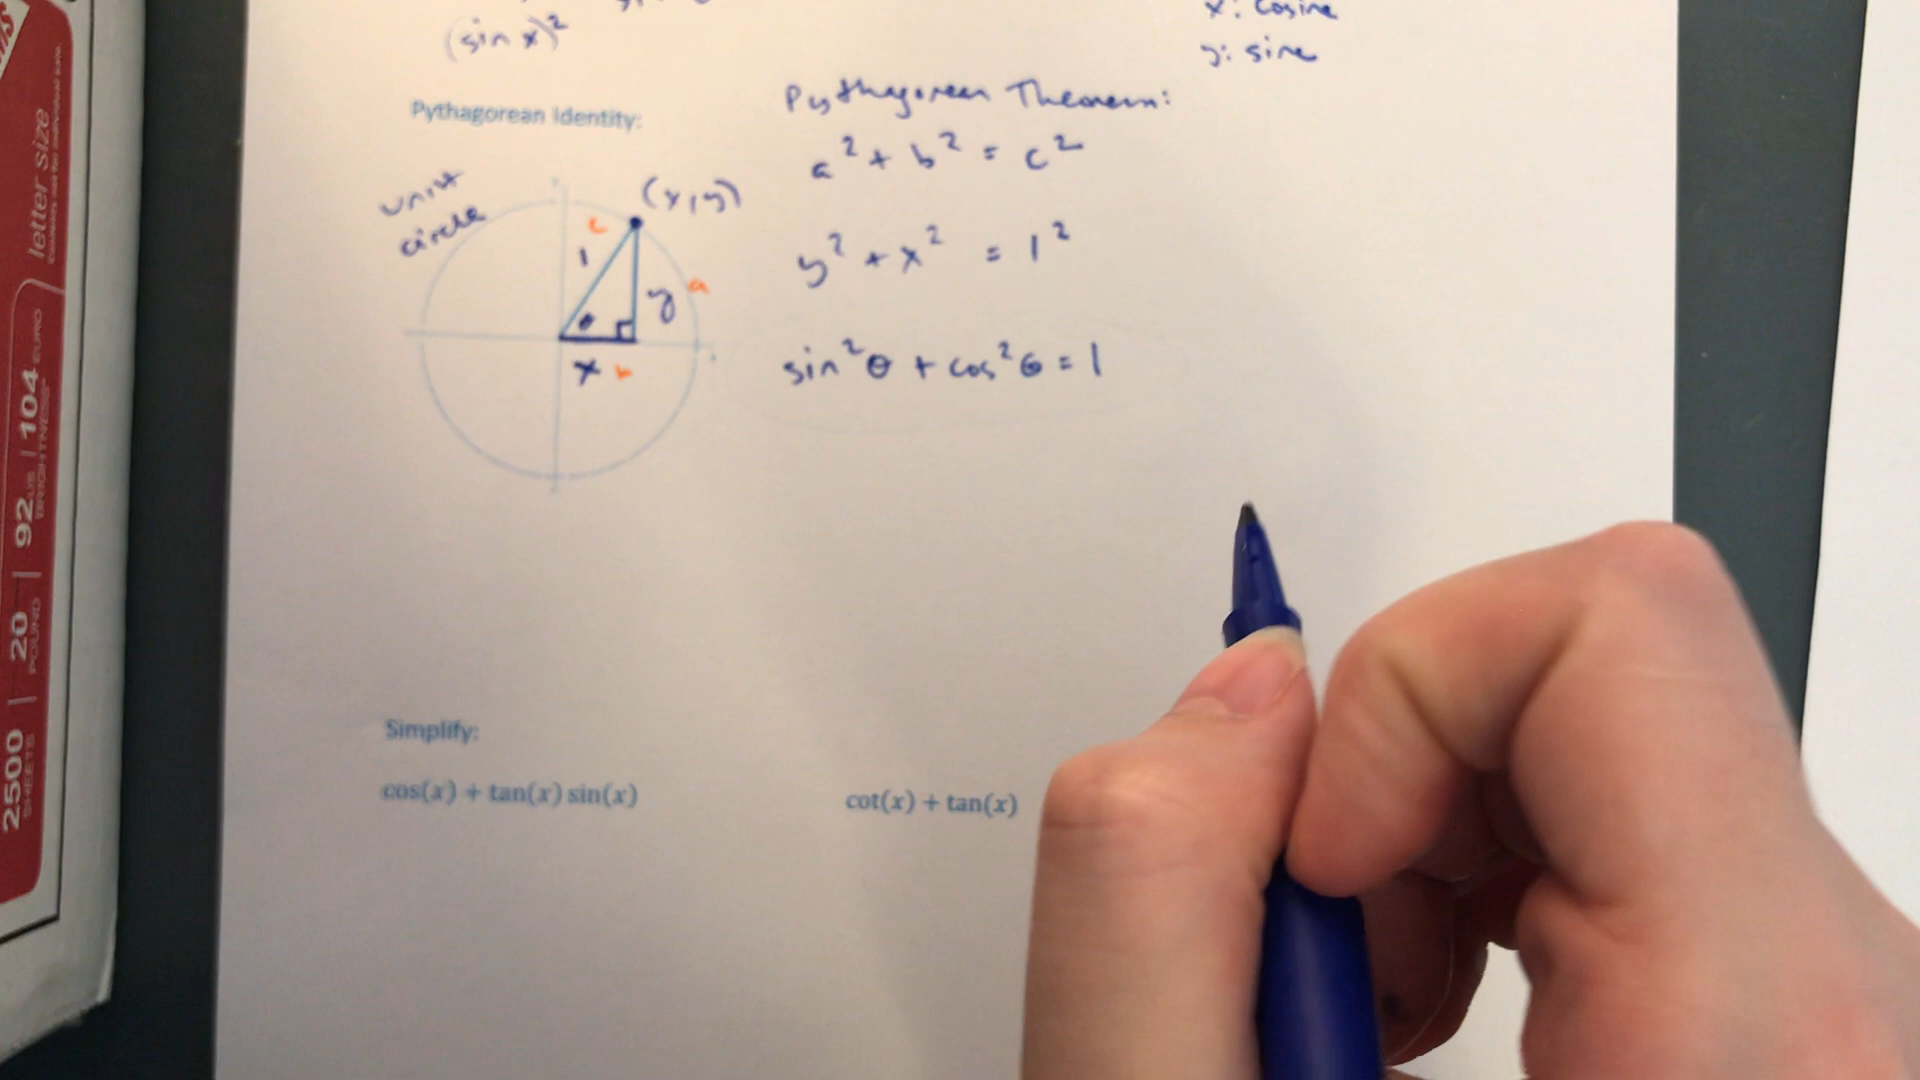 (sin x)²
x: cosine
y: sine
Pythagorean Identity:
Pythagorean Theorem:
a² + b² = c²
unit
circle
(x,y)
c
1
y
a
θ
x
b
y² + x² = 1²
sin²θ + cos²θ = 1
Simplify:
cos(x) + tan(x) sin(x)
cot(x) + tan(x)
letter size
2500 | 20 | 92 US | 104 EURO
SHEETS POUND BRIGHTNESS*